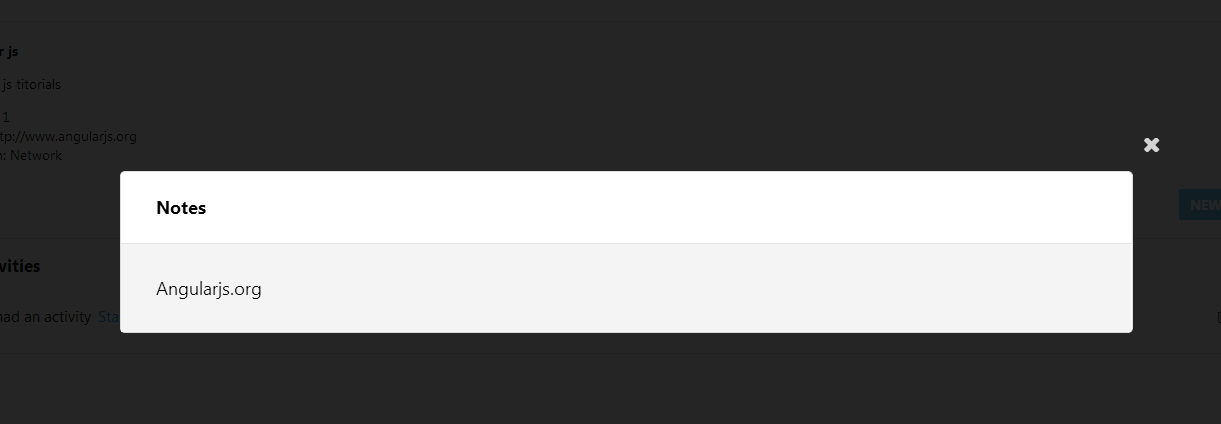 r js
js titorials
1
tp://www.angularjs.org
n: Network
✖
Notes
NEW
vities
Angularjs.org
had an activity Sta